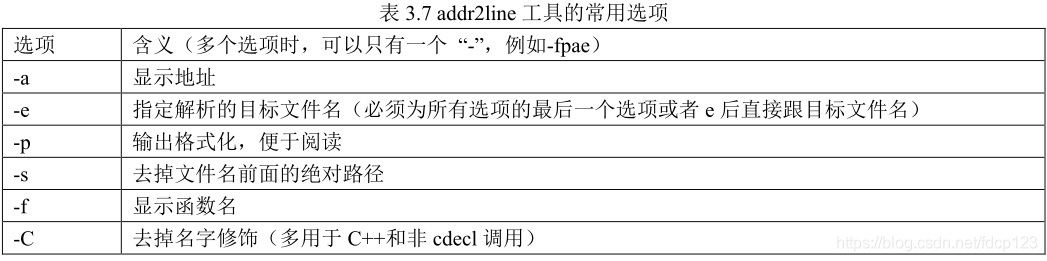 表 3.7 addr2line 工具的常用选项
选项 含义（多个选项时，可以只有一个 “-”，例如-fpae）
-a 显示地址
-e 指定解析的目标文件名（必须为所有选项的最后一个选项或者 e 后直接跟目标文件名）
-p 输出格式化，便于阅读
-s 去掉文件名前面的绝对路径
-f 显示函数名
-C 去掉名字修饰（多用于 C++和非 cdecl 调用）
https://blog.csdn.net/fdcp123